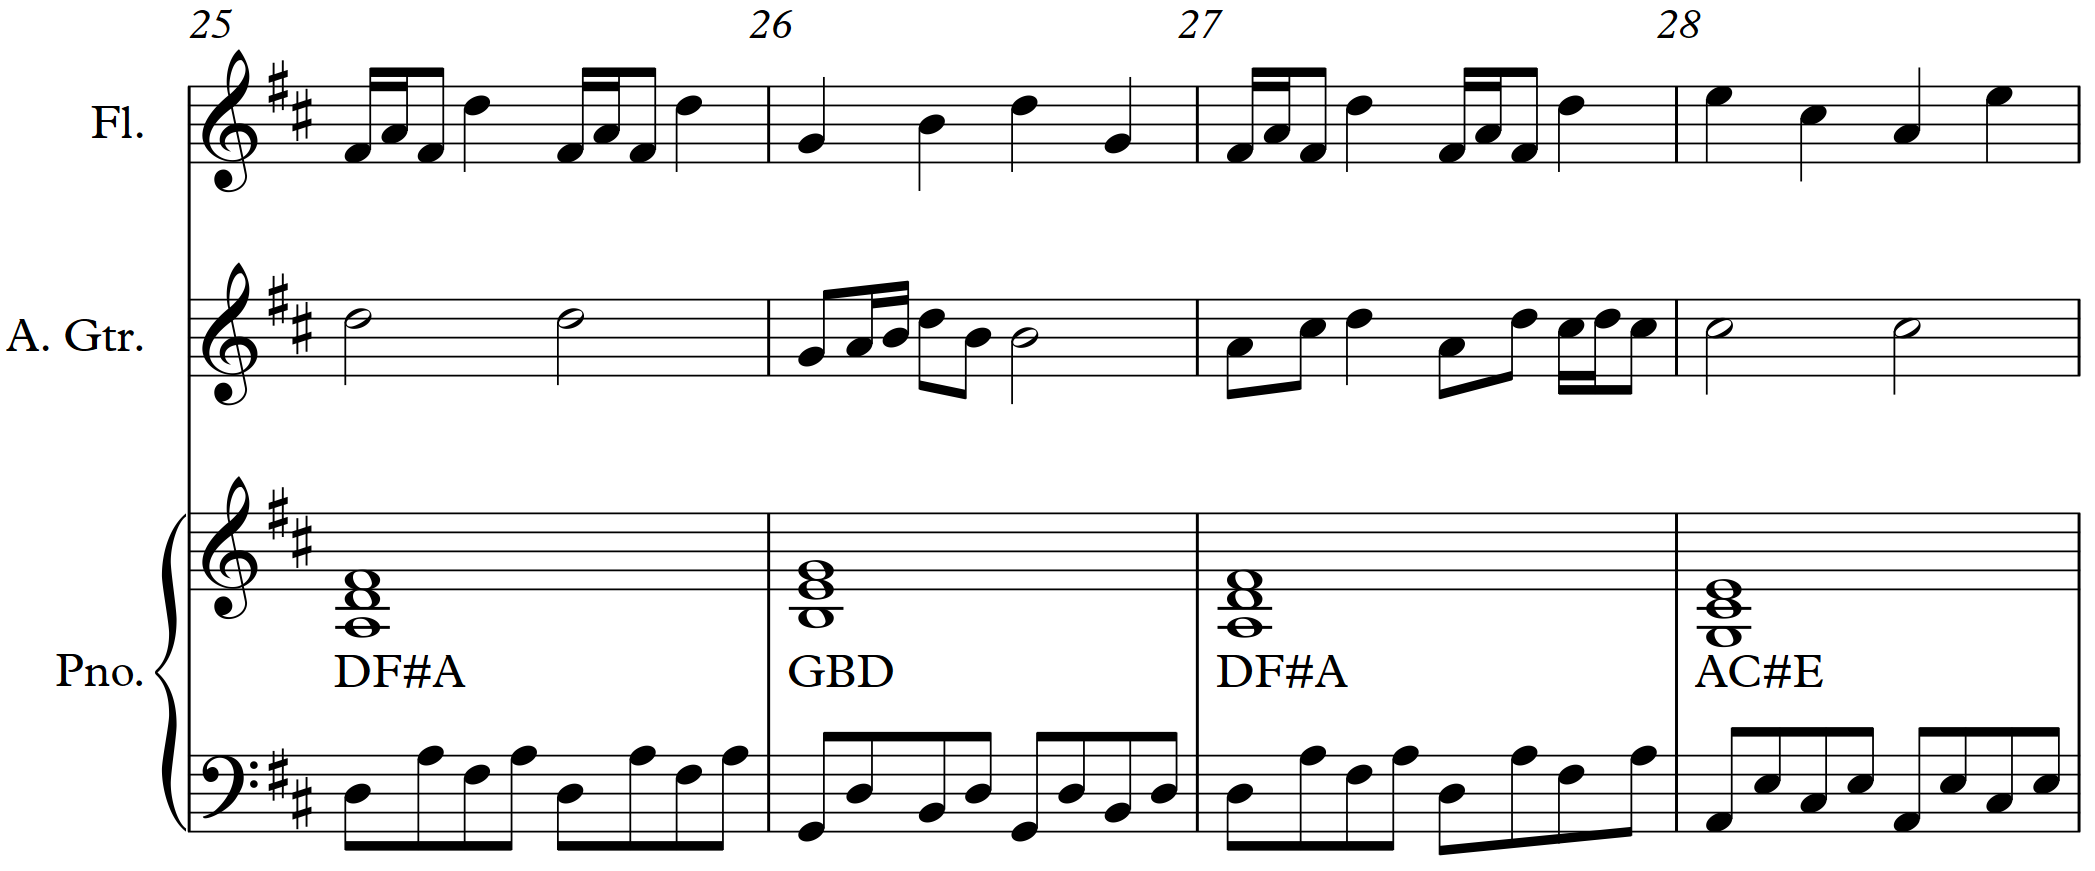 25 26 27 28
Fl.
A. Gtr.
Pno.
DF#A GBD DF#A AC#E